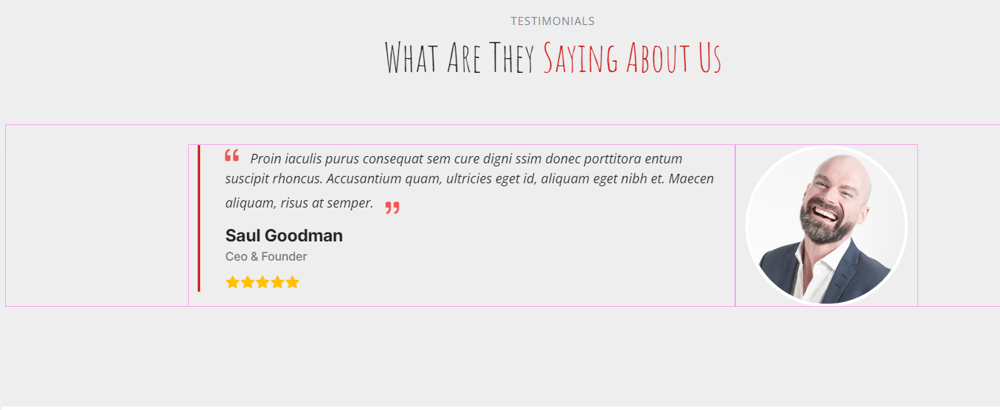 TESTIMONIALS
What Are They Saying About Us
“ Proin iaculis purus consequat sem cure digni ssim donec porttitora entum
suscipit rhoncus. Accusantium quam, ultricies eget id, aliquam eget nibh et. Maecen
aliquam, risus at semper. ”
Saul Goodman
Ceo & Founder